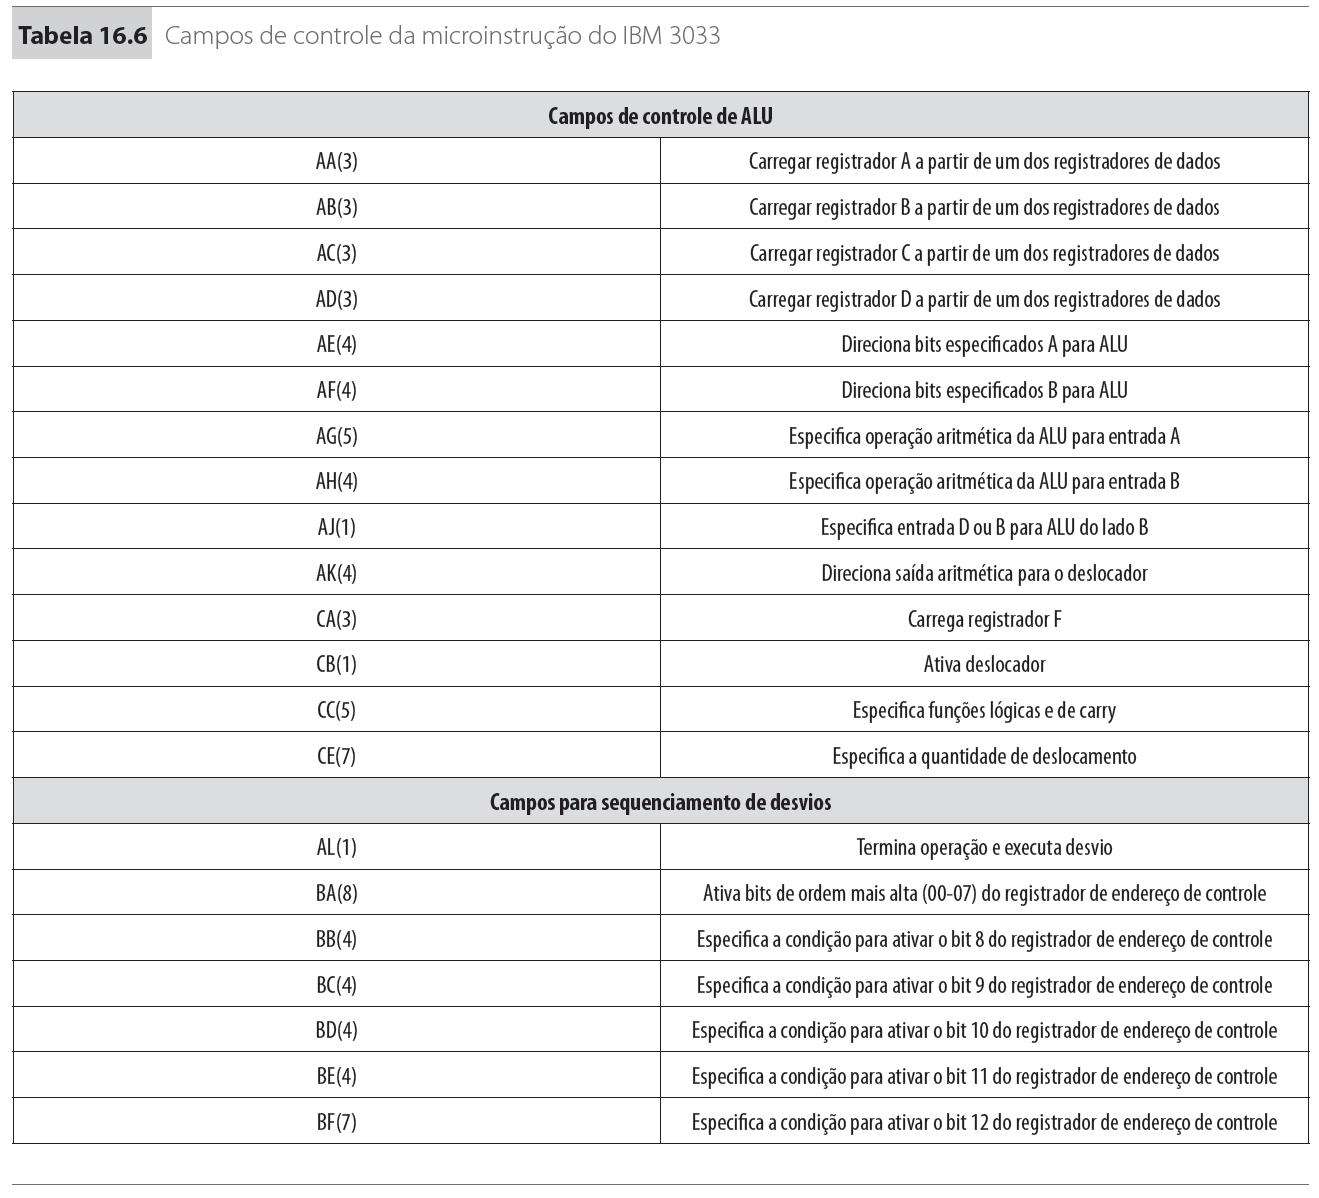 Tabela 16.6 Campos de controle da microinstrução do IBM 3033
Campos de controle de ALU
AA(3) Carregar registrador A a partir de um dos registradores de dados
AB(3) Carregar registrador B a partir de um dos registradores de dados
AC(3) Carregar registrador C a partir de um dos registradores de dados
AD(3) Carregar registrador D a partir de um dos registradores de dados
AE(4) Direciona bits especificados A para ALU
AF(4) Direciona bits especificados B para ALU
AG(5) Especifica operação aritmética da ALU para entrada A
AH(4) Especifica operação aritmética da ALU para entrada B
AJ(1) Especifica entrada D ou B para ALU do lado B
AK(4) Direciona saída aritmética para o deslocador
CA(3) Carrega registrador F
CB(1) Ativa deslocador
CC(5) Especifica funções lógicas e de carry
CE(7) Especifica a quantidade de deslocamento
Campos para sequenciamento de desvios
AL(1) Termina operação e executa desvio
BA(8) Ativa bits de ordem mais alta (00-07) do registrador de endereço de controle
BB(4) Especifica a condição para ativar o bit 8 do registrador de endereço de controle
BC(4) Especifica a condição para ativar o bit 9 do registrador de endereço de controle
BD(4) Especifica a condição para ativar o bit 10 do registrador de endereço de controle
BE(4) Especifica a condição para ativar o bit 11 do registrador de endereço de controle
BF(7) Especifica a condição para ativar o bit 12 do registrador de endereço de controle